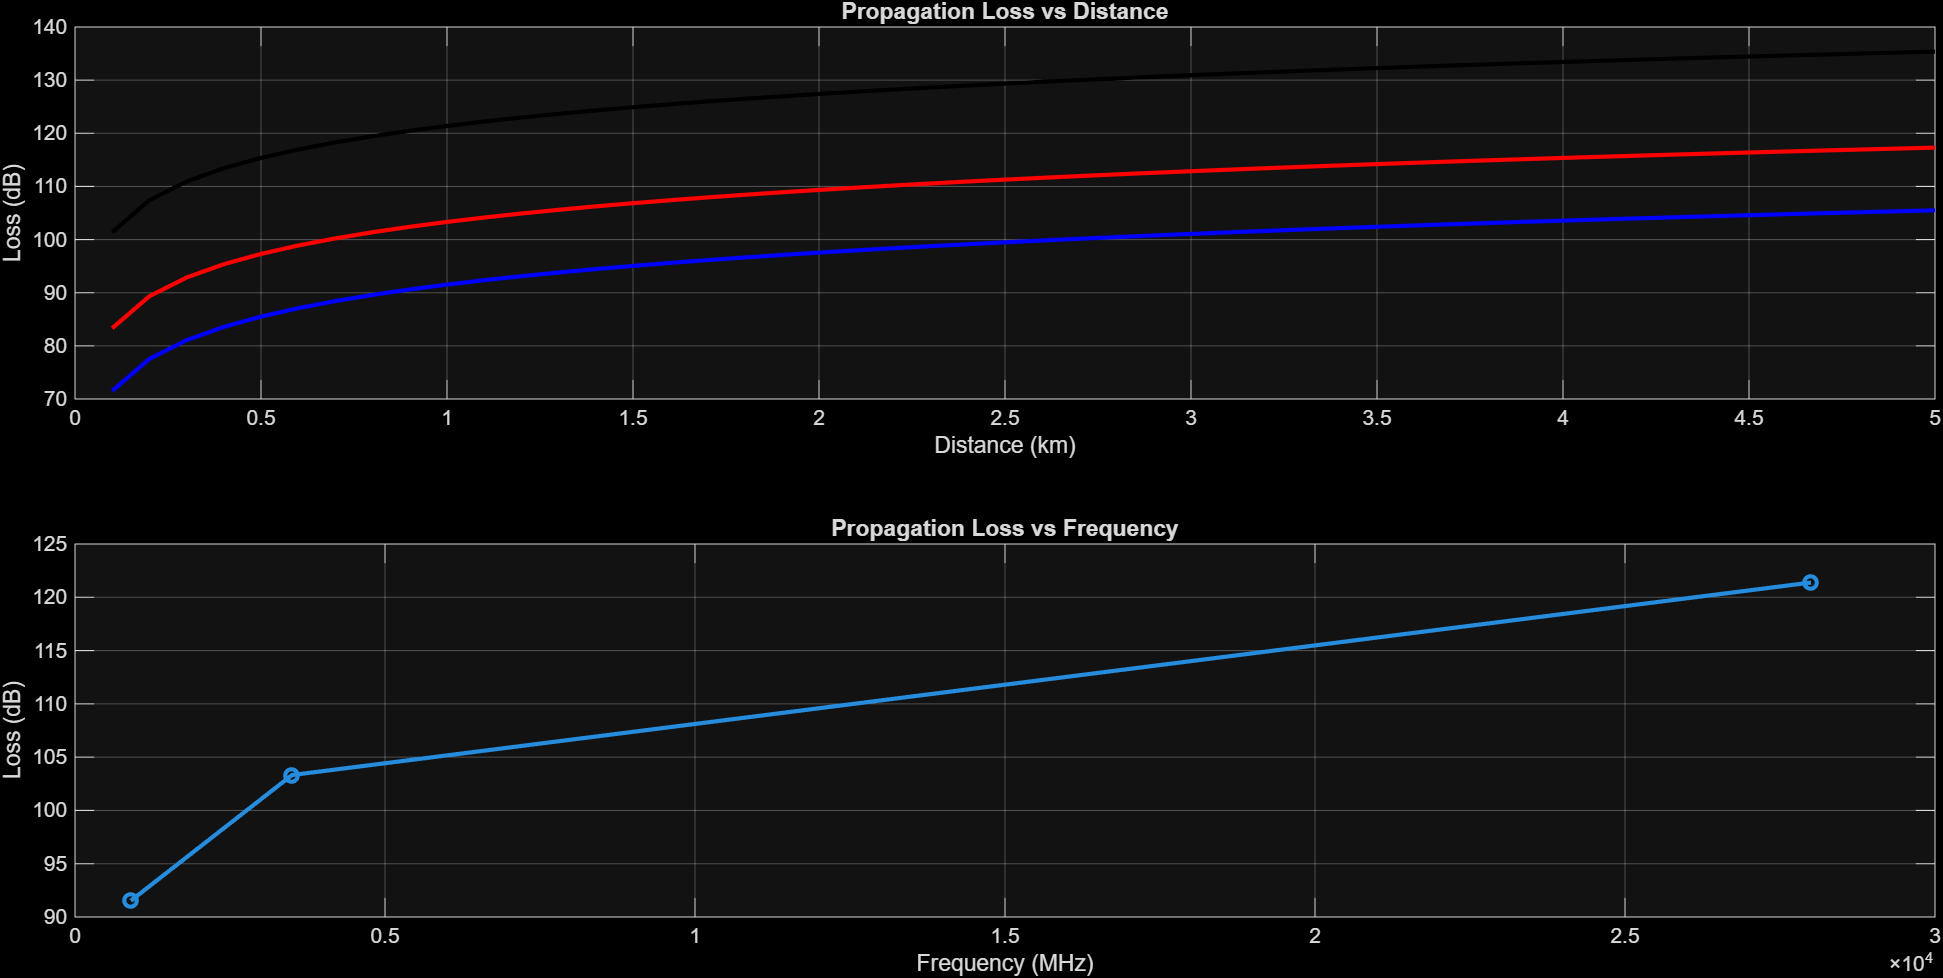 Propagation Loss vs Distance
140
130
120
110
100
90
80
70
Loss (dB)
0 0.5 1 1.5 2 2.5 3 3.5 4 4.5 5
Distance (km)
Propagation Loss vs Frequency
125
120
115
110
105
100
95
90
Loss (dB)
0 0.5 1 1.5 2 2.5 3
Frequency (MHz)
×10⁴